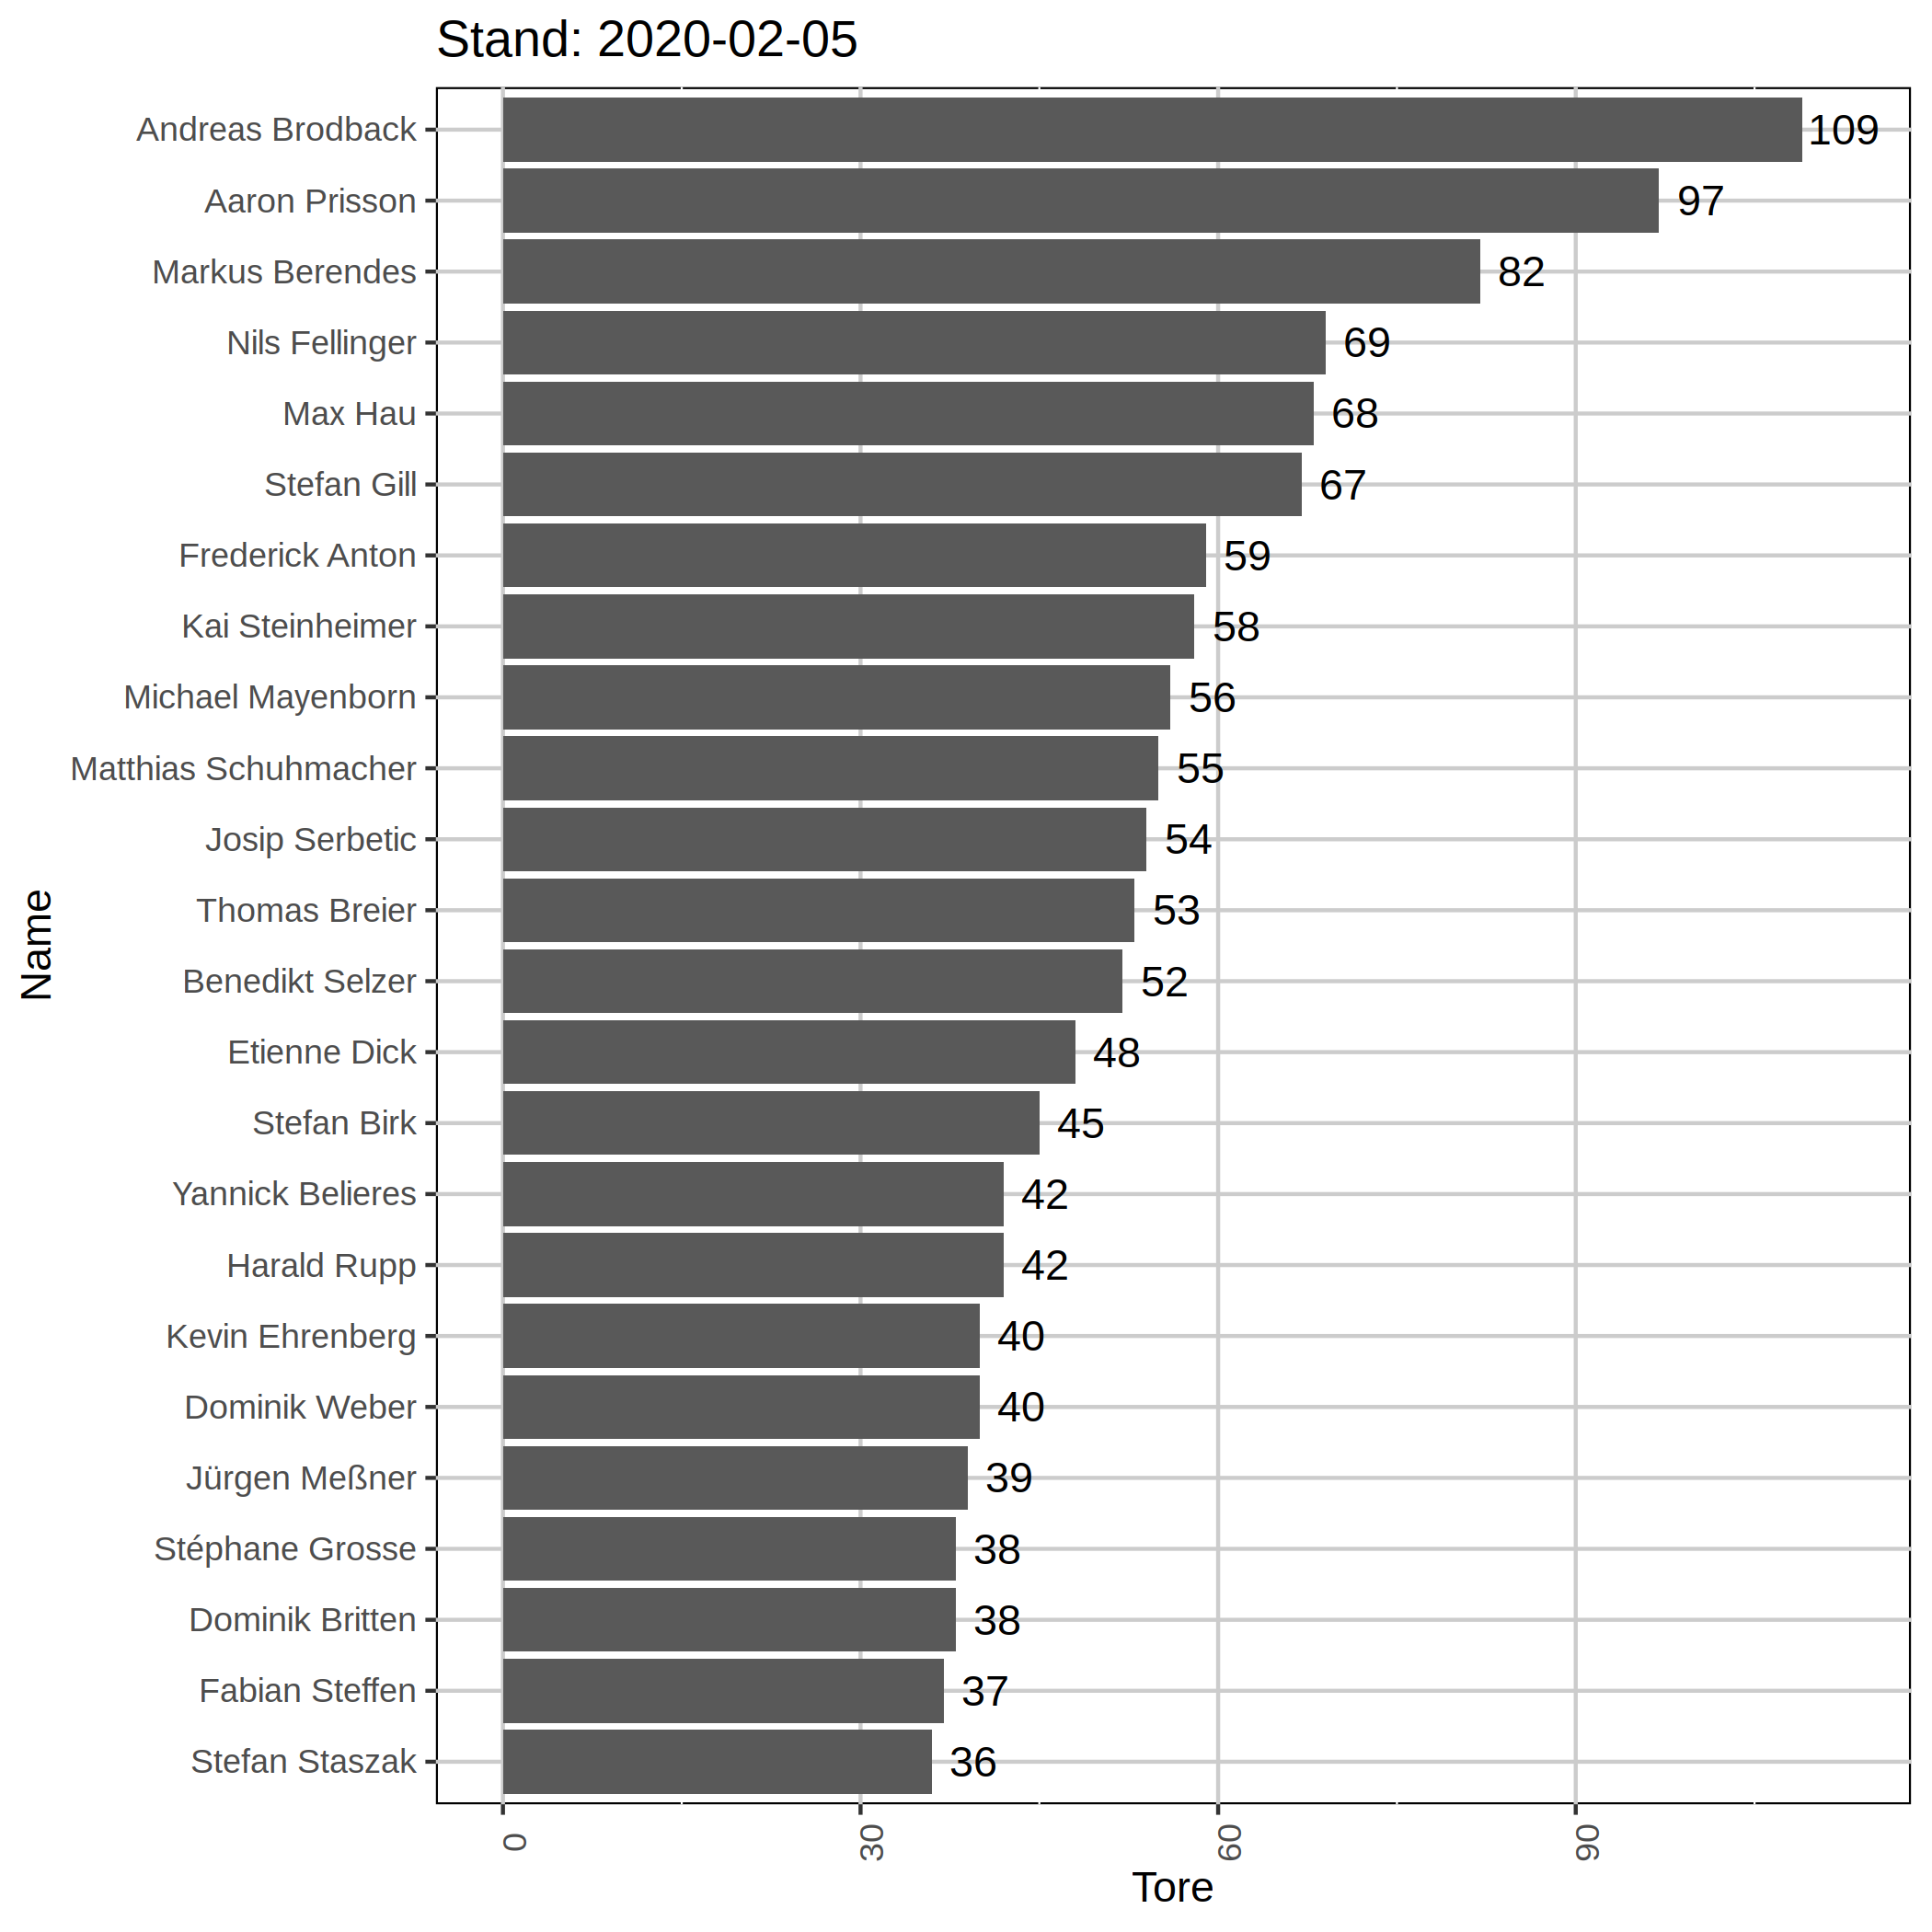 Stand: 2020-02-05
Andreas Brodback 109
Aaron Prisson 97
Markus Berendes 82
Nils Fellinger 69
Max Hau 68
Stefan Gill 67
Frederick Anton 59
Kai Steinheimer 58
Michael Mayenborn 56
Matthias Schuhmacher 55
Josip Serbetic 54
Thomas Breier 53
Benedikt Selzer 52
Etienne Dick 48
Stefan Birk 45
Yannick Belieres 42
Harald Rupp 42
Kevin Ehrenberg 40
Dominik Weber 40
Jürgen Meßner 39
Stéphane Grosse 38
Dominik Britten 38
Fabian Steffen 37
Stefan Staszak 36
Name
0 30 60 90
Tore